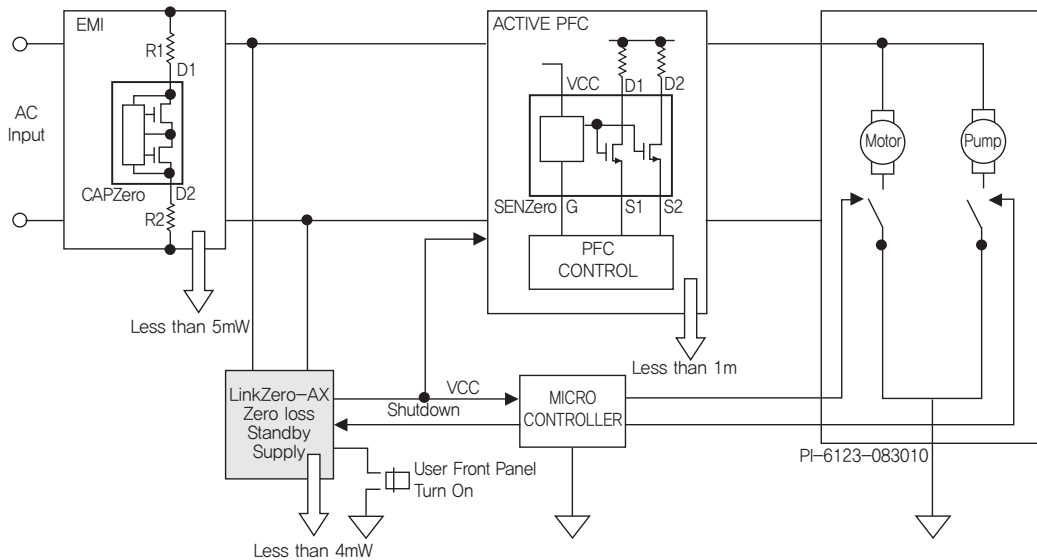 EMI
ACTIVE PFC
R1
D1
VCC
D1
D2
AC
Input
Motor
Pump
D2
CAPZero
SENZero
G
S1
S2
R2
PFC
CONTROL
Less than 5mW
Less than 1m
LinkZero-AX
Zero loss
Standby
Supply
VCC
Shutdown
MICRO
CONTROLLER
PI-6123-083010
User Front Panel
Turn On
Less than 4mW